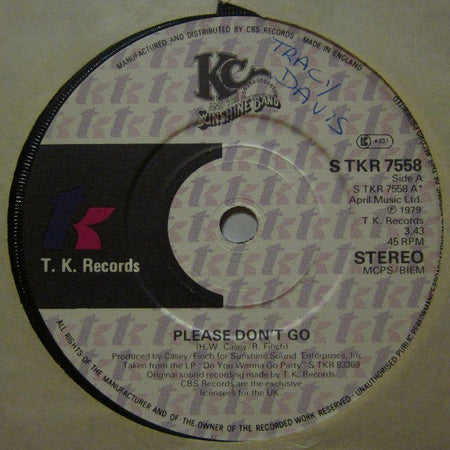 MANUFACTURED AND DISTRIBUTED BY CBS RECORDS · MADE IN ENGLAND
TRACY
DAVIS
KC
AND THE
SUNSHINE BAND
S TKR 7558
Side A
S TKR 7558 A*
April Music Ltd.
℗ 1979
T. K. Records
3.43
45 RPM
STEREO
MCPS/BIEM
tk
T. K. Records
PLEASE DON'T GO
(H.W. Casey/R. Finch)
Produced by Casey/Finch for Sunshine Sound Enterprises, Inc.
Taken from the LP "Do You Wanna Go Party" S TKR 83369
Original sound recording made by T. K. Records
CBS Records are the exclusive
licensees for the UK.
ALL RIGHTS OF THE MANUFACTURER AND OF THE OWNER OF THE RECORDED WORK RESERVED · UNAUTHORISED PUBLIC PERFORMANCE